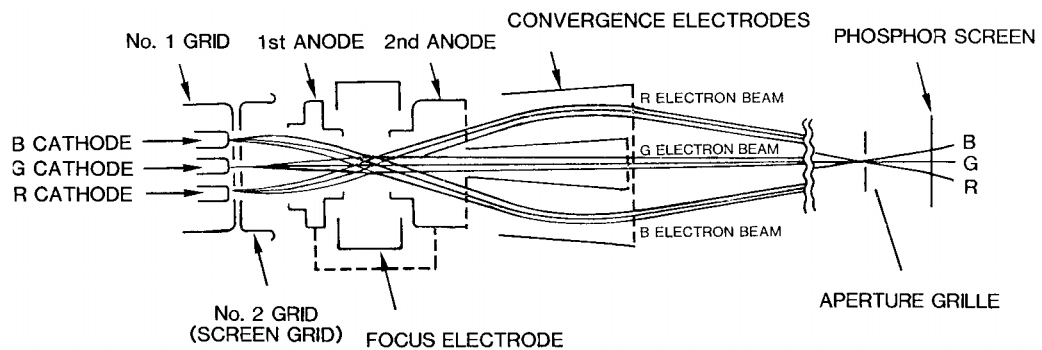 CONVERGENCE ELECTRODES
No. 1 GRID
1st ANODE
2nd ANODE
PHOSPHOR SCREEN
R ELECTRON BEAM
B CATHODE
G CATHODE
R CATHODE
G ELECTRON BEAM
B
G
R
B ELECTRON BEAM
No. 2 GRID
(SCREEN GRID)
FOCUS ELECTRODE
APERTURE GRILLE